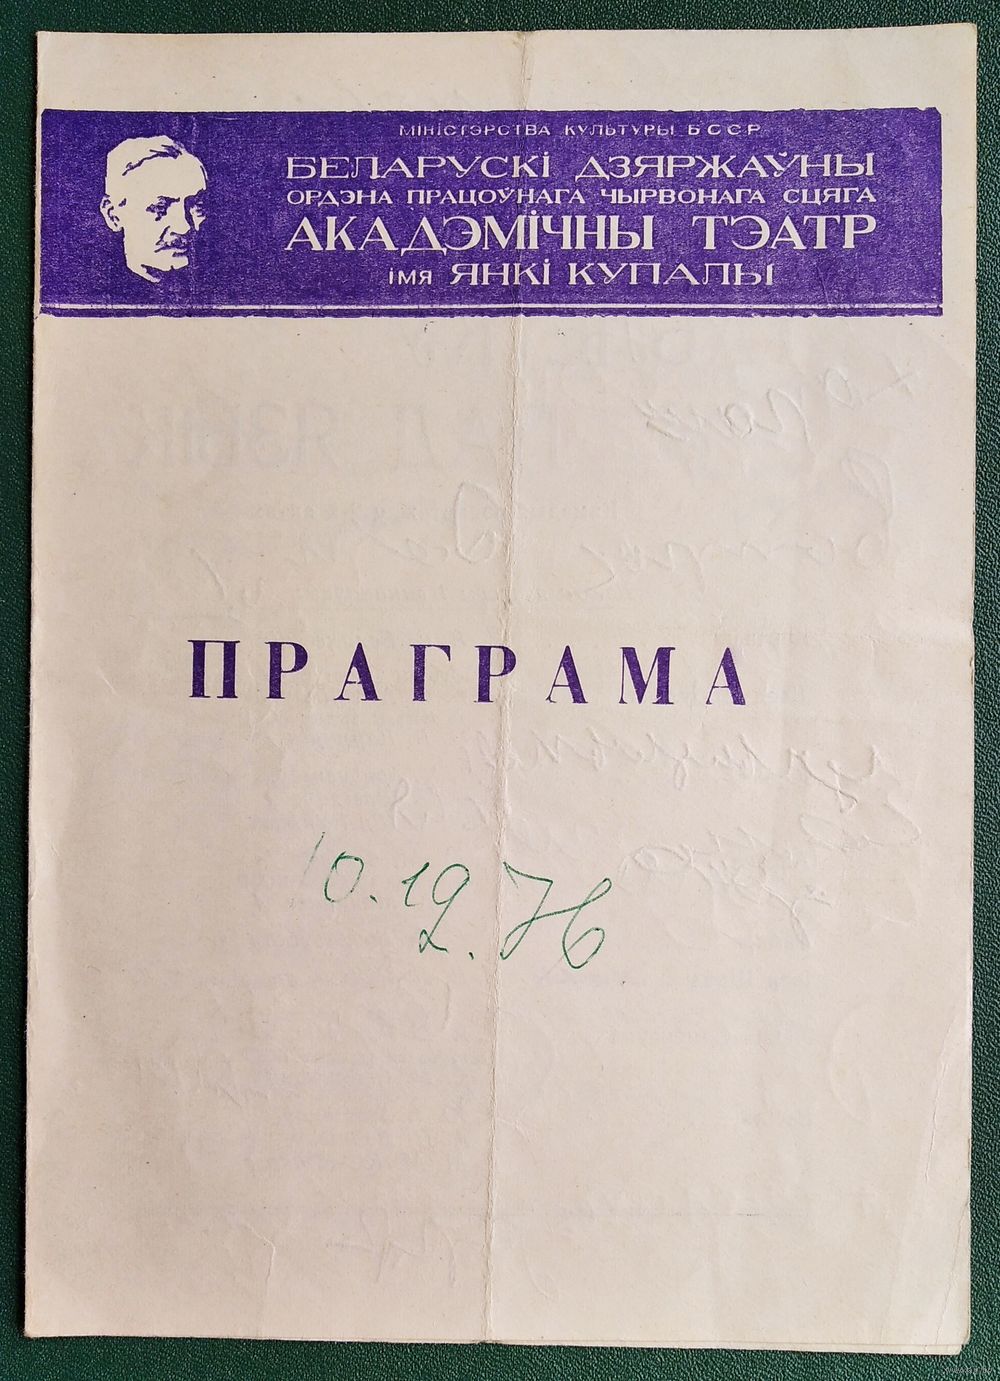 МІНІСТЭРСТВА КУЛЬТУРЫ БССР
БЕЛАРУСКІ ДЗЯРЖАЎНЫ
ОРДЭНА ПРАЦОЎНАГА ЧЫРВОНАГА СЦЯГА
АКАДЭМІЧНЫ ТЭАТР
ІМЯ ЯНКІ КУПАЛЫ
ПРАГРАМА
10.12.76